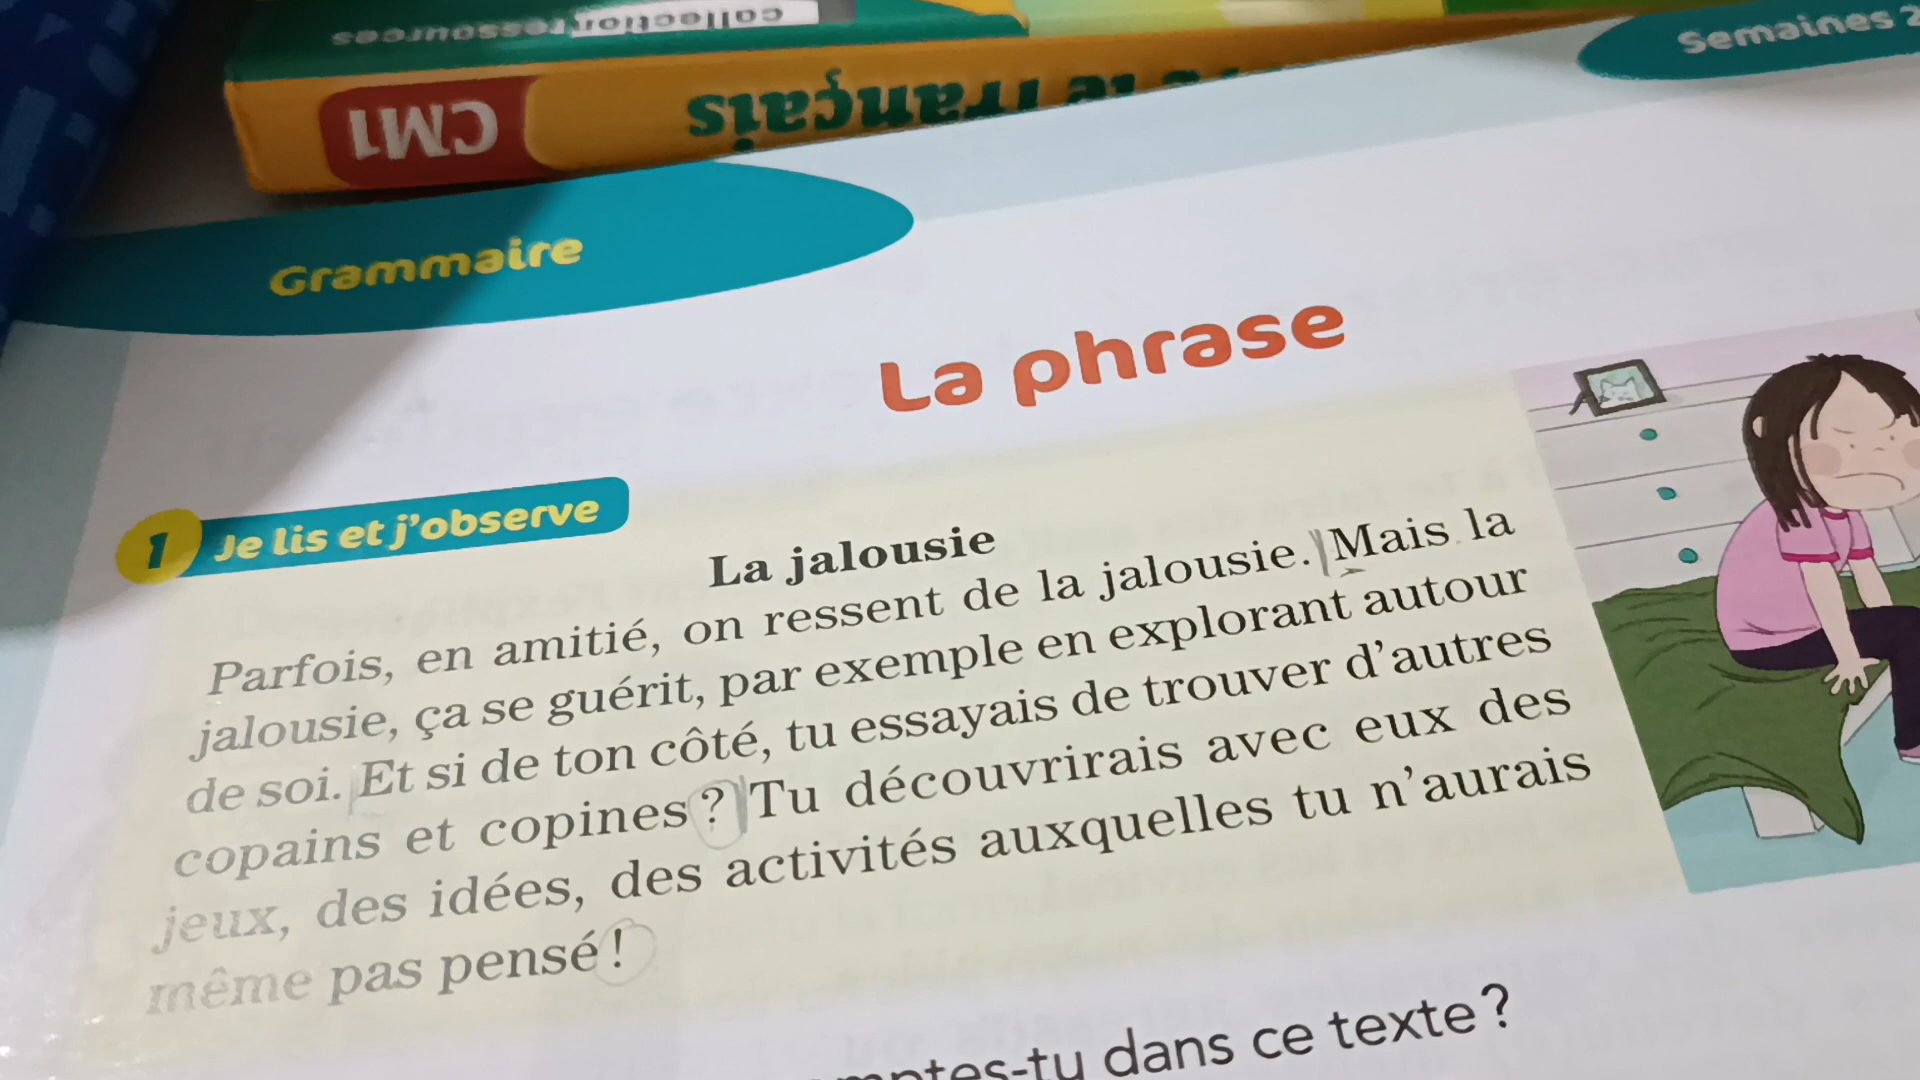 collection ressources
CM1
le français
Semaines 2
Grammaire
La phrase
1 Je lis et j'observe
La jalousie
Parfois, en amitié, on ressent de la jalousie. Mais la
jalousie, ça se guérit, par exemple en explorant autour
de soi. Et si de ton côté, tu essayais de trouver d'autres
copains et copines ? Tu découvrirais avec eux des
jeux, des idées, des activités auxquelles tu n'aurais
même pas pensé !
dans ce texte ?